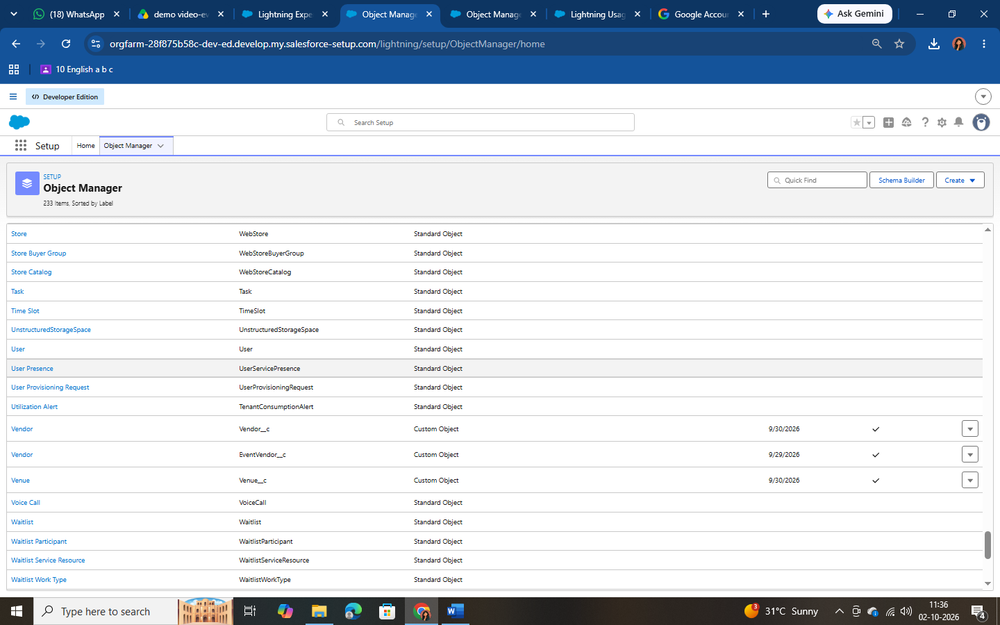 (18) WhatsApp
demo video-ev
Lightning Expe
Object Manage
Object Manage
Lightning Usag
Google Accou
Ask Gemini
orgfarm-28f875b58c-dev-ed.develop.my.salesforce-setup.com/lightning/setup/ObjectManager/home
10 English a b c
Developer Edition
Search Setup
Setup
Home
Object Manager
SETUP
Object Manager
233 Items, Sorted by Label
Quick Find
Schema Builder
Create
Store WebStore Standard Object
Store Buyer Group WebStoreBuyerGroup Standard Object
Store Catalog WebStoreCatalog Standard Object
Task Task Standard Object
Time Slot TimeSlot Standard Object
UnstructuredStorageSpace UnstructuredStorageSpace Standard Object
User User Standard Object
User Presence UserServicePresence Standard Object
User Provisioning Request UserProvisioningRequest Standard Object
Utilization Alert TenantConsumptionAlert Standard Object
Vendor Vendor__c Custom Object 9/30/2026
Vendor EventVendor__c Custom Object 9/29/2026
Venue Venue__c Custom Object 9/30/2026
Voice Call VoiceCall Standard Object
Waitlist Waitlist Standard Object
Waitlist Participant WaitlistParticipant Standard Object
Waitlist Service Resource WaitlistServiceResource Standard Object
Waitlist Work Type WaitlistWorkType Standard Object
Type here to search
3
31°C Sunny
11:36
02-10-2026
4